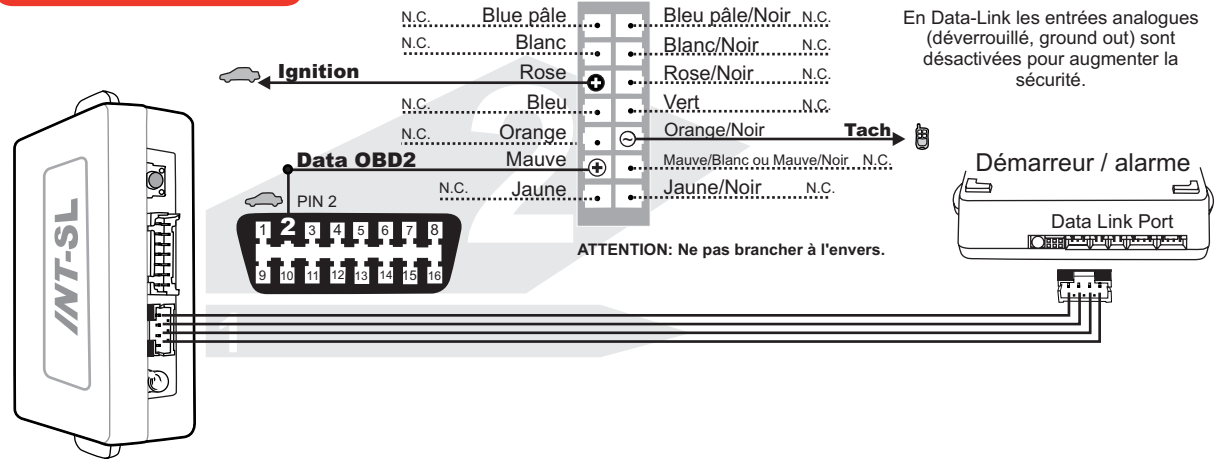 N.C. Blue pâle
Bleu pâle/Noir N.C.
N.C. Blanc
Blanc/Noir N.C.
Ignition Rose
Rose/Noir N.C.
N.C. Bleu
Vert N.C.
N.C. Orange
Orange/Noir Tach
Data OBD2 Mauve
Mauve/Blanc ou Mauve/Noir N.C.
N.C. Jaune
Jaune/Noir N.C.
En Data-Link les entrées analogues
(déverrouillé, ground out) sont
désactivées pour augmenter la
sécurité.
PIN 2
1 2 3 4 5 6 7 8
9 10 11 12 13 14 15 16
ATTENTION: Ne pas brancher à l'envers.
Démarreur / alarme
Data Link Port
INT-SL
2
1